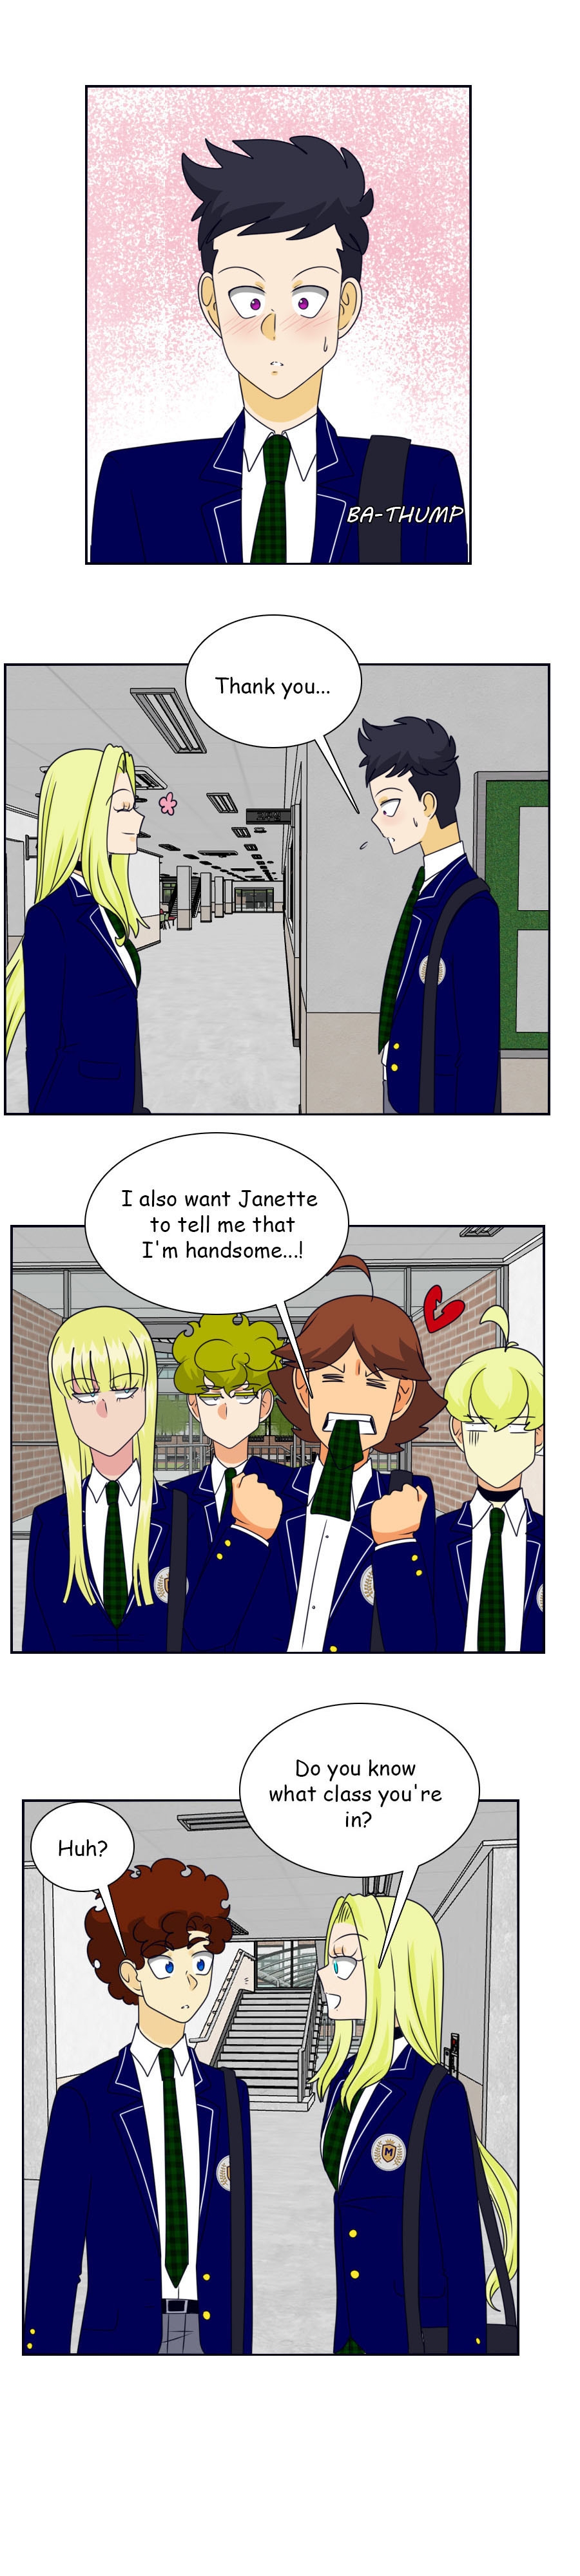 BA-THUMP
Thank you...
I also want Janette
to tell me that
I'm handsome...!
Do you know
what class you're
in?
Huh?
M